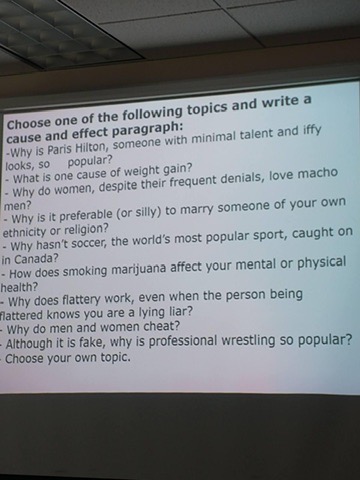 Choose one of the following topics and write a
cause and effect paragraph:
-Why is Paris Hilton, someone with minimal talent and iffy
looks, so popular?
- What is one cause of weight gain?
- Why do women, despite their frequent denials, love macho
men?
- Why is it preferable (or silly) to marry someone of your own
ethnicity or religion?
- Why hasn't soccer, the world's most popular sport, caught on
in Canada?
- How does smoking marijuana affect your mental or physical
health?
- Why does flattery work, even when the person being
flattered knows you are a lying liar?
- Why do men and women cheat?
- Although it is fake, why is professional wrestling so popular?
- Choose your own topic.